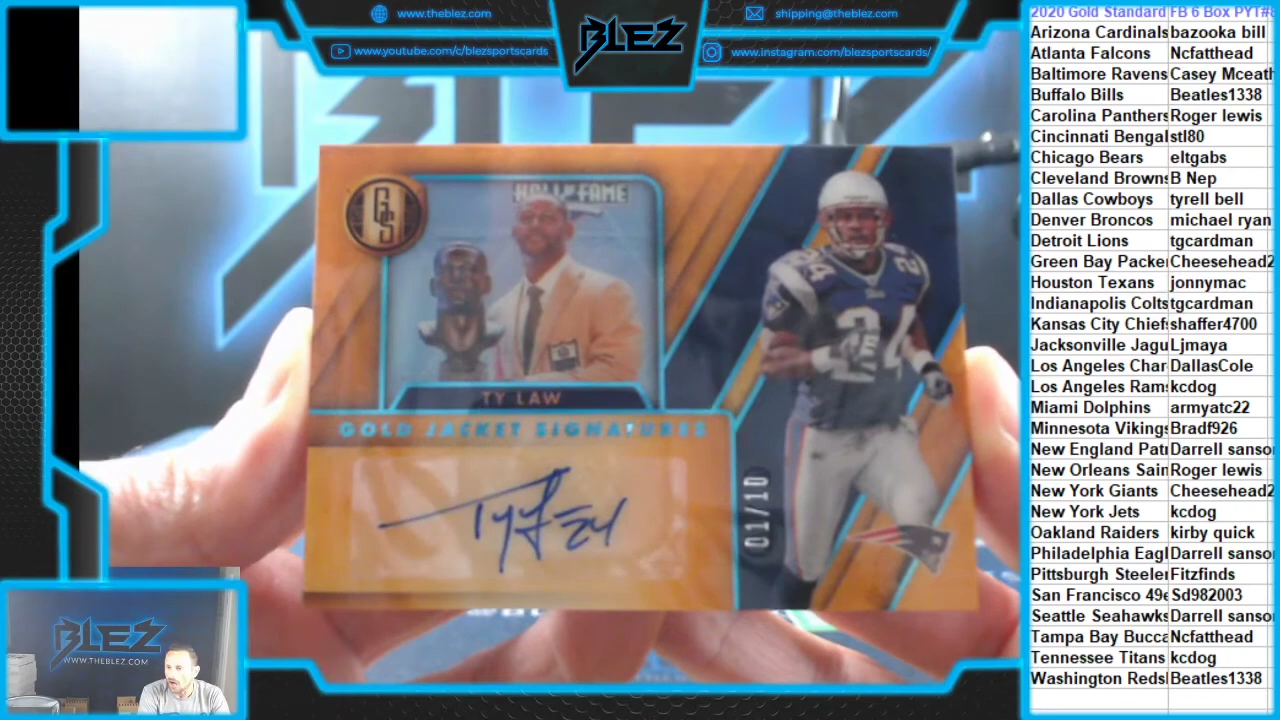 www.theblez.com
www.youtube.com/c/blezsportscards
BLEZ
shipping@theblez.com
www.instagram.com/blezsportscards/
HALL OF FAME
GS
24
24
TY LAW
GOLD JACKET SIGNATURES
Ty Law 24
01/10
BLEZ
WWW.THEBLEZ.COM
2020 Gold Standard FB 6 Box PYT#
Arizona Cardinals bazooka bill
Atlanta Falcons Ncfatthead
Baltimore Ravens Casey Mceath
Buffalo Bills Beatles1338
Carolina Panthers Roger lewis
Cincinnati Bengal stl80
Chicago Bears eltgabs
Cleveland Browns B Nep
Dallas Cowboys tyrell bell
Denver Broncos michael ryan
Detroit Lions tgcardman
Green Bay Packe Cheesehead2
Houston Texans jonnymac
Indianapolis Colts tgcardman
Kansas City Chief shaffer4700
Jacksonville Jagu Ljmaya
Los Angeles Char DallasCole
Los Angeles Ram kcdog
Miami Dolphins armyatc22
Minnesota Viking Bradf926
New England Pat Darrell sanso
New Orleans Sain Roger lewis
New York Giants Cheesehead2
New York Jets kcdog
Oakland Raiders kirby quick
Philadelphia Eagl Darrell sanso
Pittsburgh Steeler Fitzfinds
San Francisco 49e Sd982003
Seattle Seahawks Darrell sanso
Tampa Bay Bucca Ncfatthead
Tennessee Titans kcdog
Washington Reds Beatles1338